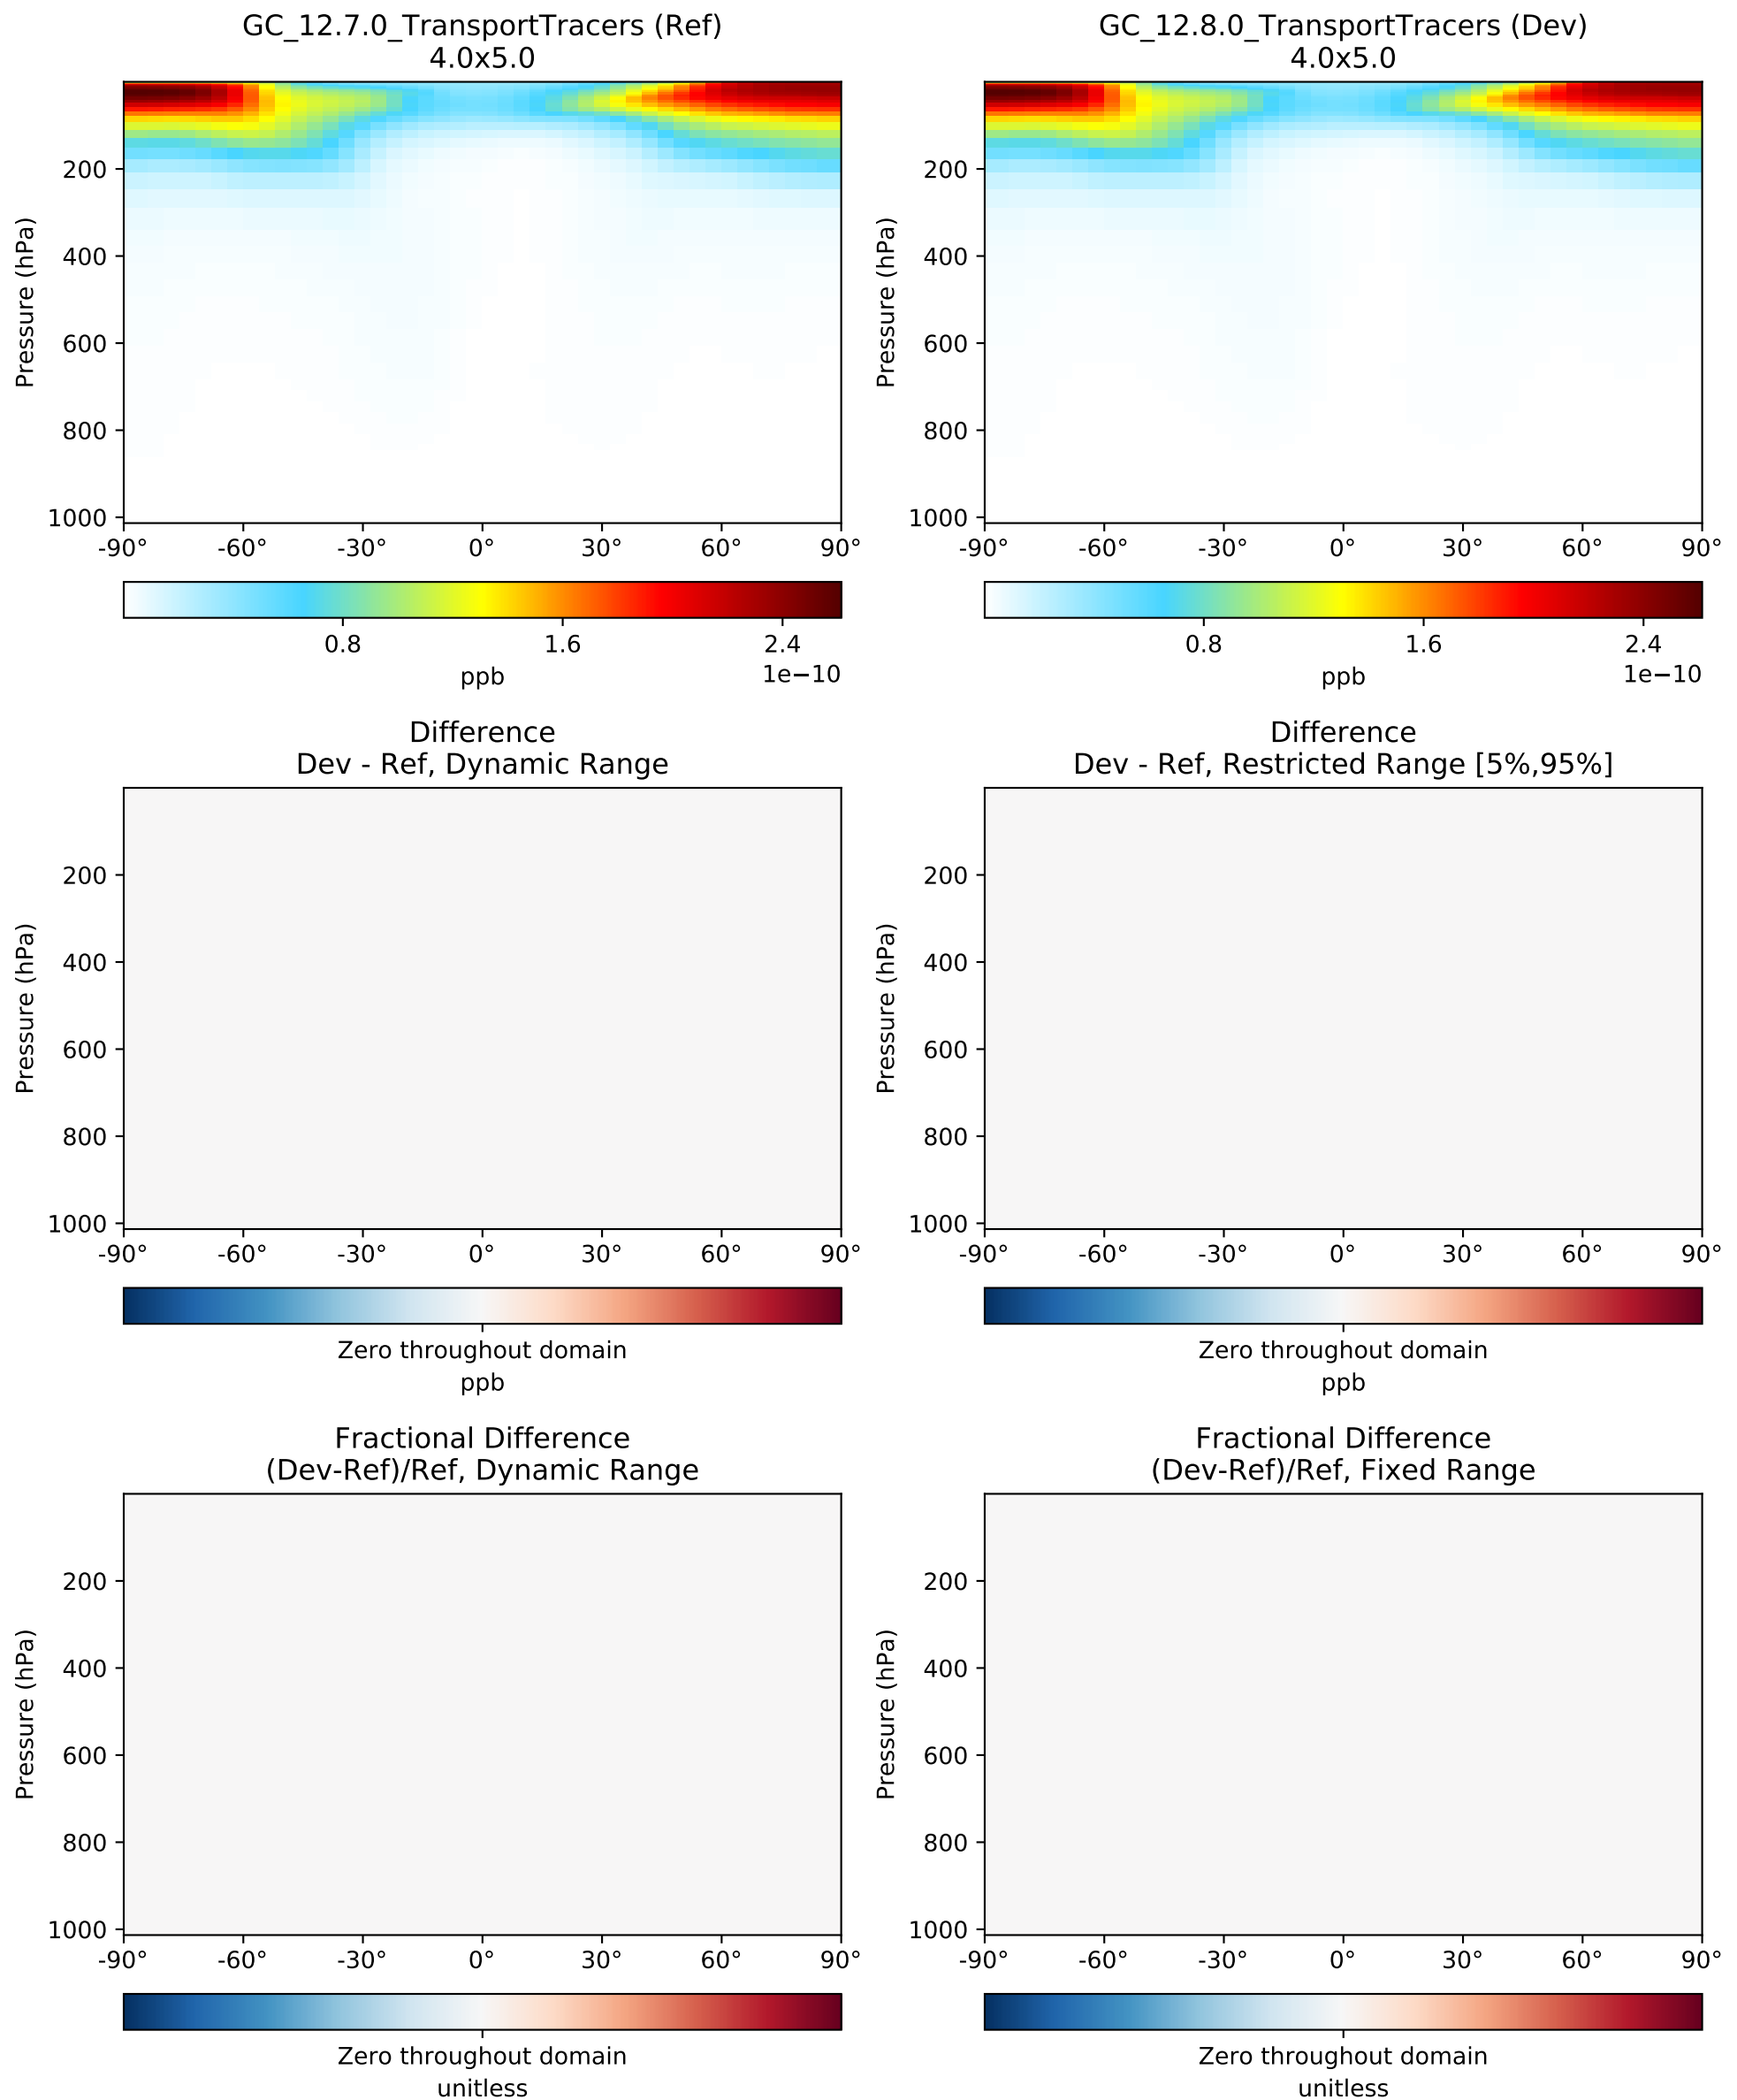 GC_12.7.0_TransportTracers (Ref)
4.0x5.0
Pressure (hPa)
200
400
600
800
1000
-90° -60° -30° 0° 30° 60° 90°
0.8 1.6 2.4
1e−10
ppb
GC_12.8.0_TransportTracers (Dev)
4.0x5.0
Pressure (hPa)
200
400
600
800
1000
-90° -60° -30° 0° 30° 60° 90°
0.8 1.6 2.4
1e−10
ppb
Difference
Dev - Ref, Dynamic Range
Pressure (hPa)
200
400
600
800
1000
-90° -60° -30° 0° 30° 60° 90°
Zero throughout domain
ppb
Difference
Dev - Ref, Restricted Range [5%,95%]
Pressure (hPa)
200
400
600
800
1000
-90° -60° -30° 0° 30° 60° 90°
Zero throughout domain
ppb
Fractional Difference
(Dev-Ref)/Ref, Dynamic Range
Pressure (hPa)
200
400
600
800
1000
-90° -60° -30° 0° 30° 60° 90°
Zero throughout domain
unitless
Fractional Difference
(Dev-Ref)/Ref, Fixed Range
Pressure (hPa)
200
400
600
800
1000
-90° -60° -30° 0° 30° 60° 90°
Zero throughout domain
unitless